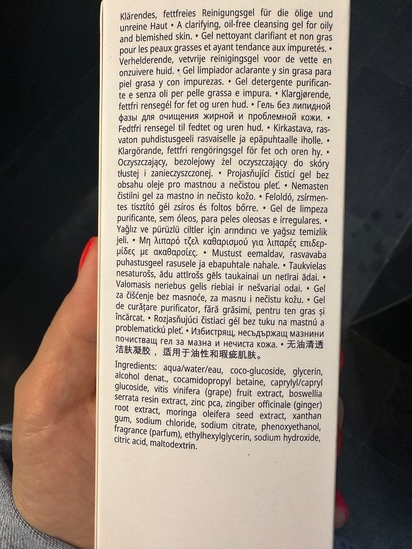 Klärendes, fettfreies Reinigungsgel für die ölige und
unreine Haut • A clarifying, oil-free cleansing gel for oily
and blemished skin. • Gel nettoyant clarifiant et non gras
pour les peaux grasses et ayant tendance aux impuretés. •
Verhelderende, vetvrije reinigingsgel voor de vette en
onzuivere huid. • Gel limpiador aclarante y sin grasa para
piel grasa y con impurezas. • Gel detergente purificant-
e e senza oli per pelle grassa e impura. • Klargjørende,
fettfri rensegél for fet og uren hud. • Гель без липидной
фазы для очищения жирной и проблемной кожи. •
Fedtfri rensegel til fedtet og uren hud. • Kirkastava, ras-
vaton puhdistusgeeli rasvaiselle ja epäpuhtaalle iholle. •
Klargörande, fettfri rengöringsgel för fet och oren hy. •
Oczyszczający, bezolejowy żel oczyszczający do skóry
tłustej i zanieczyszczonej. • Projasňující čisticí gel bez
obsahu oleje pro mastnou a nečistou pleť. • Nemasten
čistilni gel za mastno in nečisto kožo. • Feloldó, zsírmen-
tes tisztító gél zsíros és foltos bőrre. • Gel de limpeza
purificante, sem óleos, para peles oleosas e irregulares. •
Yağlız ve pürüzlü ciltler için arındırıcı ve yağsız temizlik
jeli. • Μη λιπαρό τζελ καθαρισμού για λιπαρές επιδερ-
μίδες με ακαθαρσίες. • Mustust eemaldav, rasvavaba
puhastusgeel rasusele ja ebapuhtale nahale. • Taukvielas
nesaturošs, ādu attīrošs gēls taukainai un netīrai ādai. •
Valomasis neriebus gelis riebiai ir nešvariai odai. • Gel
za čišćenje bez masnoće, za masnu i nečistu kožu. • Gel
de curățare purificator, fără grăsimi, pentru ten gras și
încărcat. • Rozjasňujúci čistiaci gél bez tuku na mastnú a
problematickú pleť. • Избистрящ, несъдържащ мазнини
почистващ гел за мазна и нечиста кожа. • 无油清透
洁肤凝胶，适用于油性和瑕疵肌肤。
Ingredients: aqua/water/eau, coco-glucoside, glycerin,
alcohol denat., cocamidopropyl betaine, caprylyl/capryl
glucoside, vitis vinifera (grape) fruit extract, boswellia
serrata resin extract, zinc pca, zingiber officinale (ginger)
root extract, moringa oleifera seed extract, xanthan
gum, sodium chloride, sodium citrate, phenoxyethanol,
fragrance (parfum), ethylhexylglycerin, sodium hydroxide,
citric acid, maltodextrin.